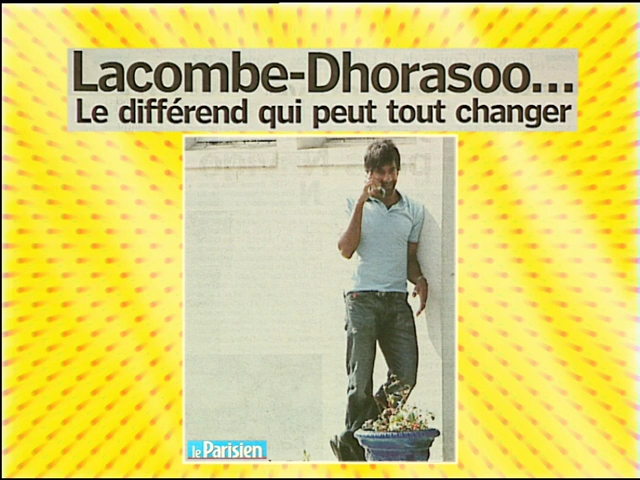 Lacombe-Dhorasoo...
Le différend qui peut tout changer
le Parisien